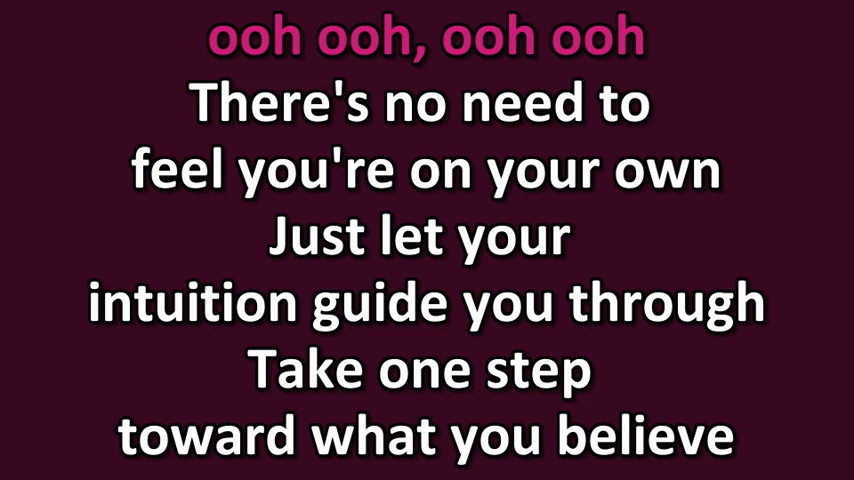 ooh ooh, ooh ooh
There's no need to
feel you're on your own
Just let your
intuition guide you through
Take one step
toward what you believe